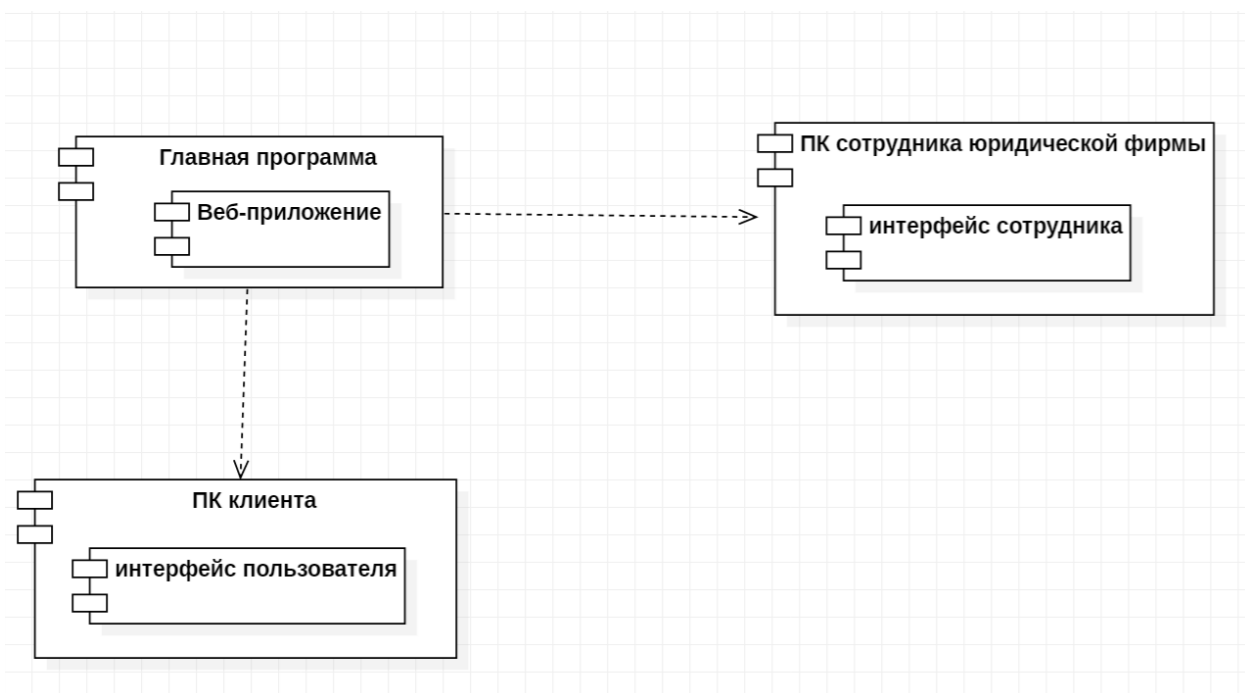 Главная программа
Веб-приложение
ПК сотрудника юридической фирмы
интерфейс сотрудника
ПК клиента
интерфейс пользователя